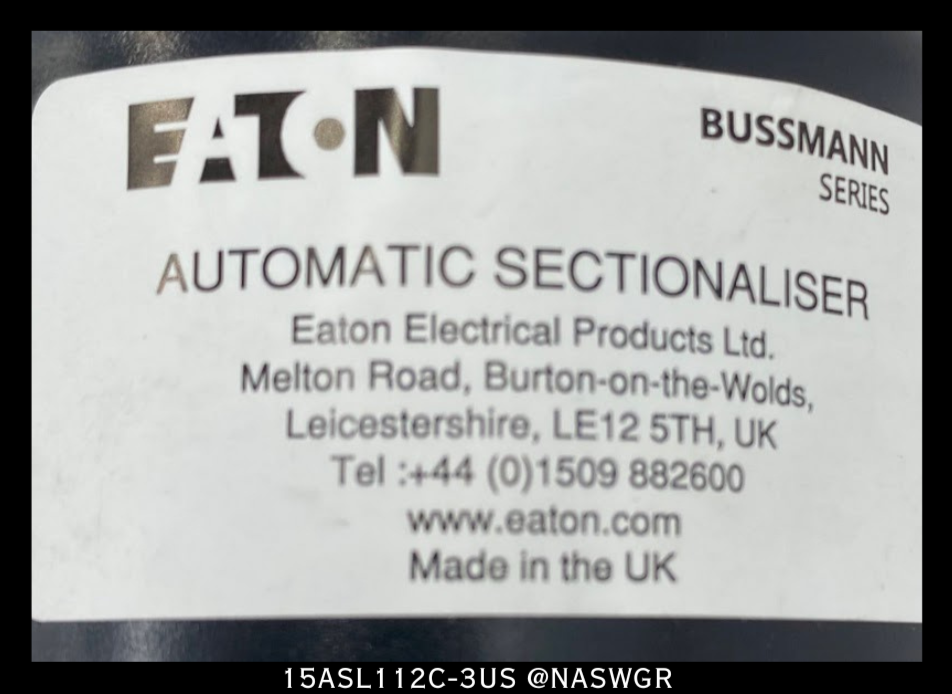 EATON
BUSSMANN
SERIES
AUTOMATIC SECTIONALISER
Eaton Electrical Products Ltd.
Melton Road, Burton-on-the-Wolds,
Leicestershire, LE12 5TH, UK
Tel :+44 (0)1509 882600
www.eaton.com
Made in the UK
15ASL112C-3US @NASWGR